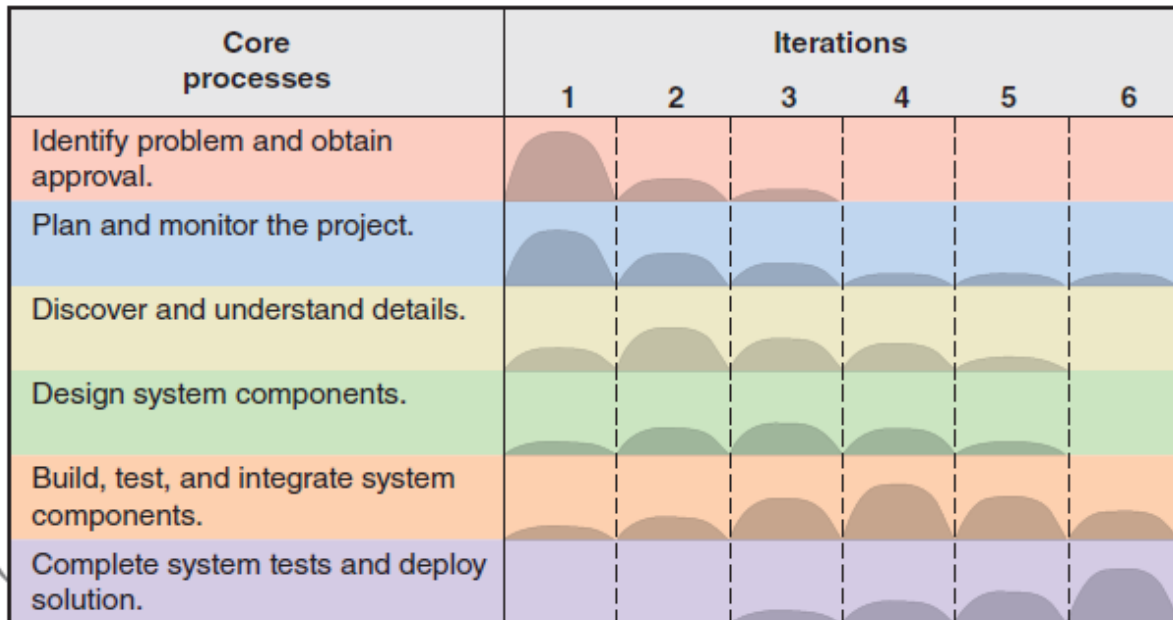 Core
processes
Iterations
1 2 3 4 5 6
Identify problem and obtain
approval.
Plan and monitor the project.
Discover and understand details.
Design system components.
Build, test, and integrate system
components.
Complete system tests and deploy
solution.